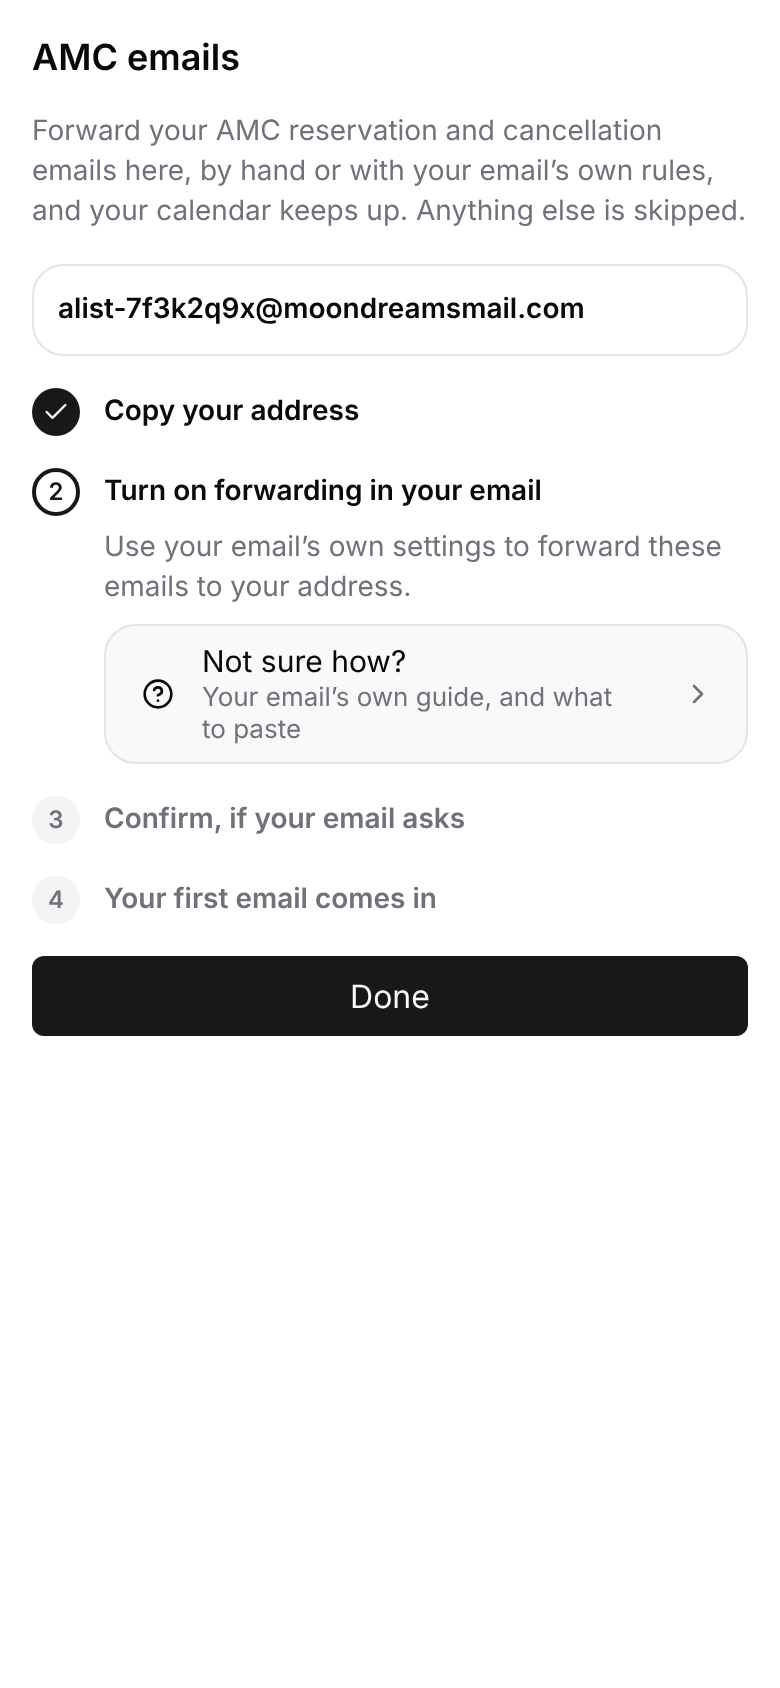 AMC emails
Forward your AMC reservation and cancellation
emails here, by hand or with your email’s own rules,
and your calendar keeps up. Anything else is skipped.
alist-7f3k2q9x@moondreamsmail.com
Copy your address
2 Turn on forwarding in your email
Use your email’s own settings to forward these
emails to your address.
Not sure how?
Your email’s own guide, and what
to paste
3 Confirm, if your email asks
4 Your first email comes in
Done